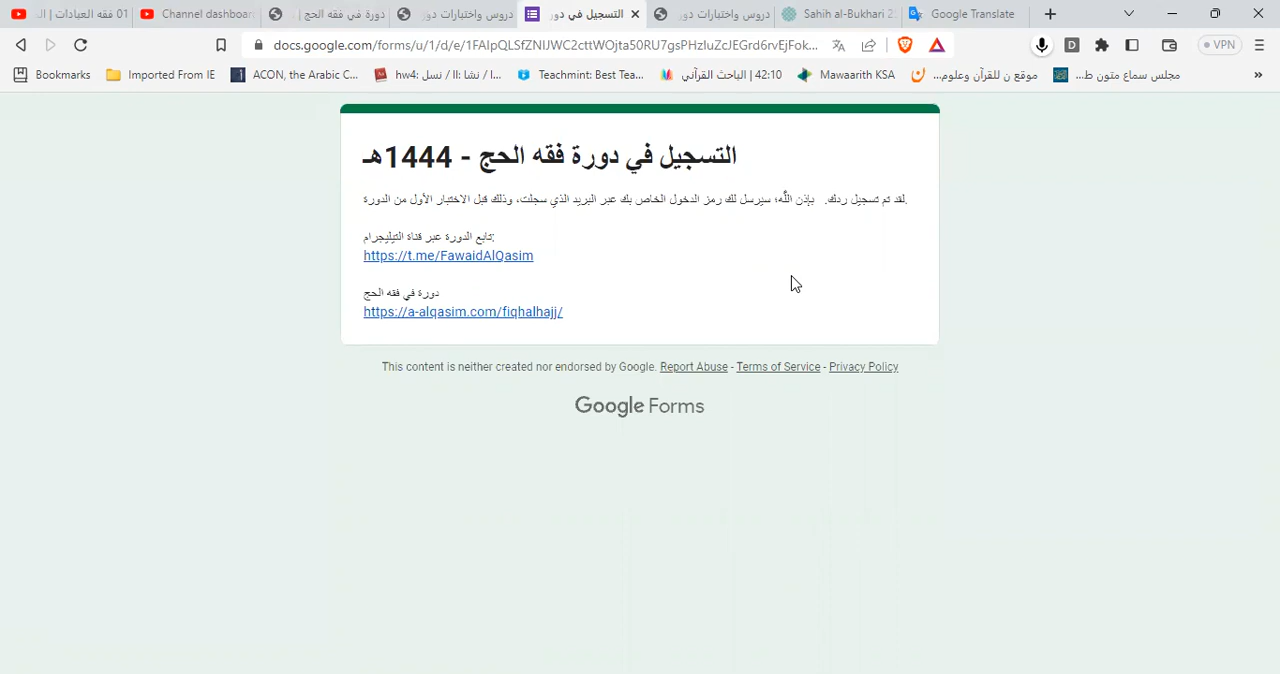 01 فقه العبادات | ال
Channel dashboard
دورة في فقه الحج |
دروس واختبارات دور
التسجيل في دور
دروس واختبارات دور
Sahih al-Bukhari 2
Google Translate
docs.google.com/forms/u/1/d/e/1FAIpQLSfZNIJWC2cttWOjta50RU7gsPHzIuZcJEGrd6rvEjFok...
VPN
Bookmarks
Imported From IE
ACON, the Arabic C...
hw4: نشا / II: نسل / ا...
Teachmint: Best Tea...
42:10 | الباحث القرآني
Mawaarith KSA
موقع ن للقرآن وعلوم...
مجلس سماع متون ط...
»
التسجيل في دورة فقه الحج - 1444هـ
لقد تم تسجيل ردك. بإذن اللَّه؛ سيرسل لك رمز الدخول الخاص بك عبر البريد الذي سجلت، وذلك قبل الاختبار الأول من الدورة.
تابع الدورة عبر قناة التيليجرام:
https://t.me/FawaidAlQasim
دورة في فقه الحج
https://a-alqasim.com/fiqhalhajj/
This content is neither created nor endorsed by Google. Report Abuse - Terms of Service - Privacy Policy
Google Forms